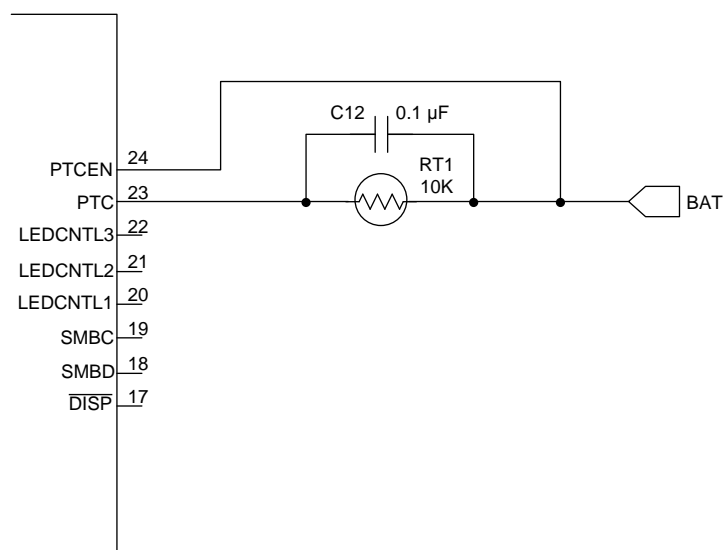 C12 0.1 µF
PTCEN 24
RT1
10K
PTC 23
BAT
LEDCNTL3 22
LEDCNTL2 21
LEDCNTL1 20
SMBC 19
SMBD 18
DISP 17